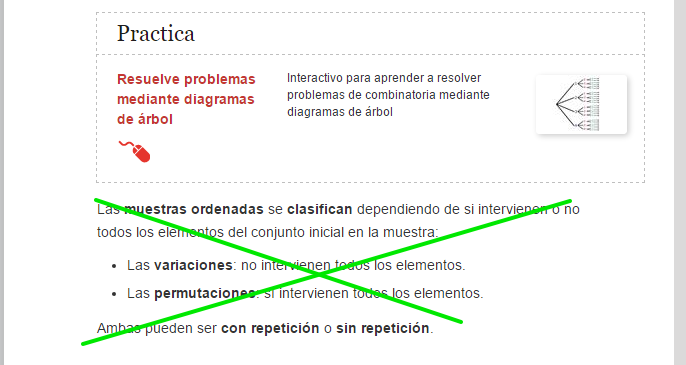 Practica
Resuelve problemas
mediante diagramas
de árbol
Interactivo para aprender a resolver
problemas de combinatoria mediante
diagramas de árbol
Las muestras ordenadas se clasifican dependiendo de si intervienen o no
todos los elementos del conjunto inicial en la muestra:
Las variaciones: no intervienen todos los elementos.
Las permutaciones: sí intervienen todos los elementos.
Ambas pueden ser con repetición o sin repetición.